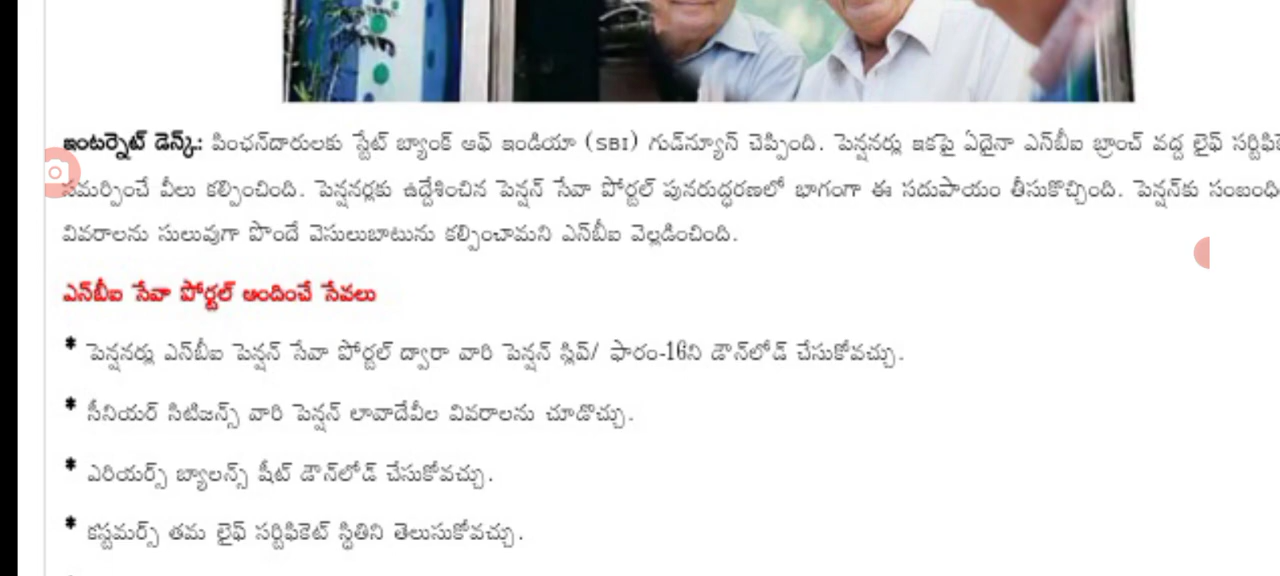 ఇంటర్నెట్ డెస్క్: పింఛన్‌దారులకు స్టేట్ బ్యాంక్ ఆఫ్ ఇండియా (SBI) గుడ్‌న్యూస్ చెప్పింది. పెన్షనర్లు ఇకపై ఏదైనా ఎస్‌బీఐ బ్రాంచ్ వద్ద లైఫ్
సమర్పించే వీలు కల్పించింది. పెన్షనర్లకు ఉద్దేశించిన పెన్షన్ సేవా పోర్టల్ పునరుద్ధరణలో భాగంగా ఈ సదుపాయం తీసుకొచ్చింది. పెన్షన్‌కు
వివరాలను సులువుగా పొందే వెసులుబాటును కల్పించామని ఎస్‌బీఐ వెల్లడించింది.
ఎస్‌బీఐ సేవా పోర్టల్ అందించే సేవలు
* పెన్షనర్లు ఎస్‌బీఐ పెన్షన్ సేవా పోర్టల్ ద్వారా వారి పెన్షన్ స్లిప్/ ఫారం-16ని డౌన్‌లోడ్ చేసుకోవచ్చు.
* సీనియర్ సిటిజన్స్ వారి పెన్షన్ లావాదేవీల వివరాలను చూడొచ్చు.
* ఎరియర్స్ బ్యాలన్స్ షీట్ డౌన్‌లోడ్ చేసుకోవచ్చు.
* కస్టమర్స్ తమ లైఫ్ సర్టిఫికెట్ స్థితిని తెలుసుకోవచ్చు.